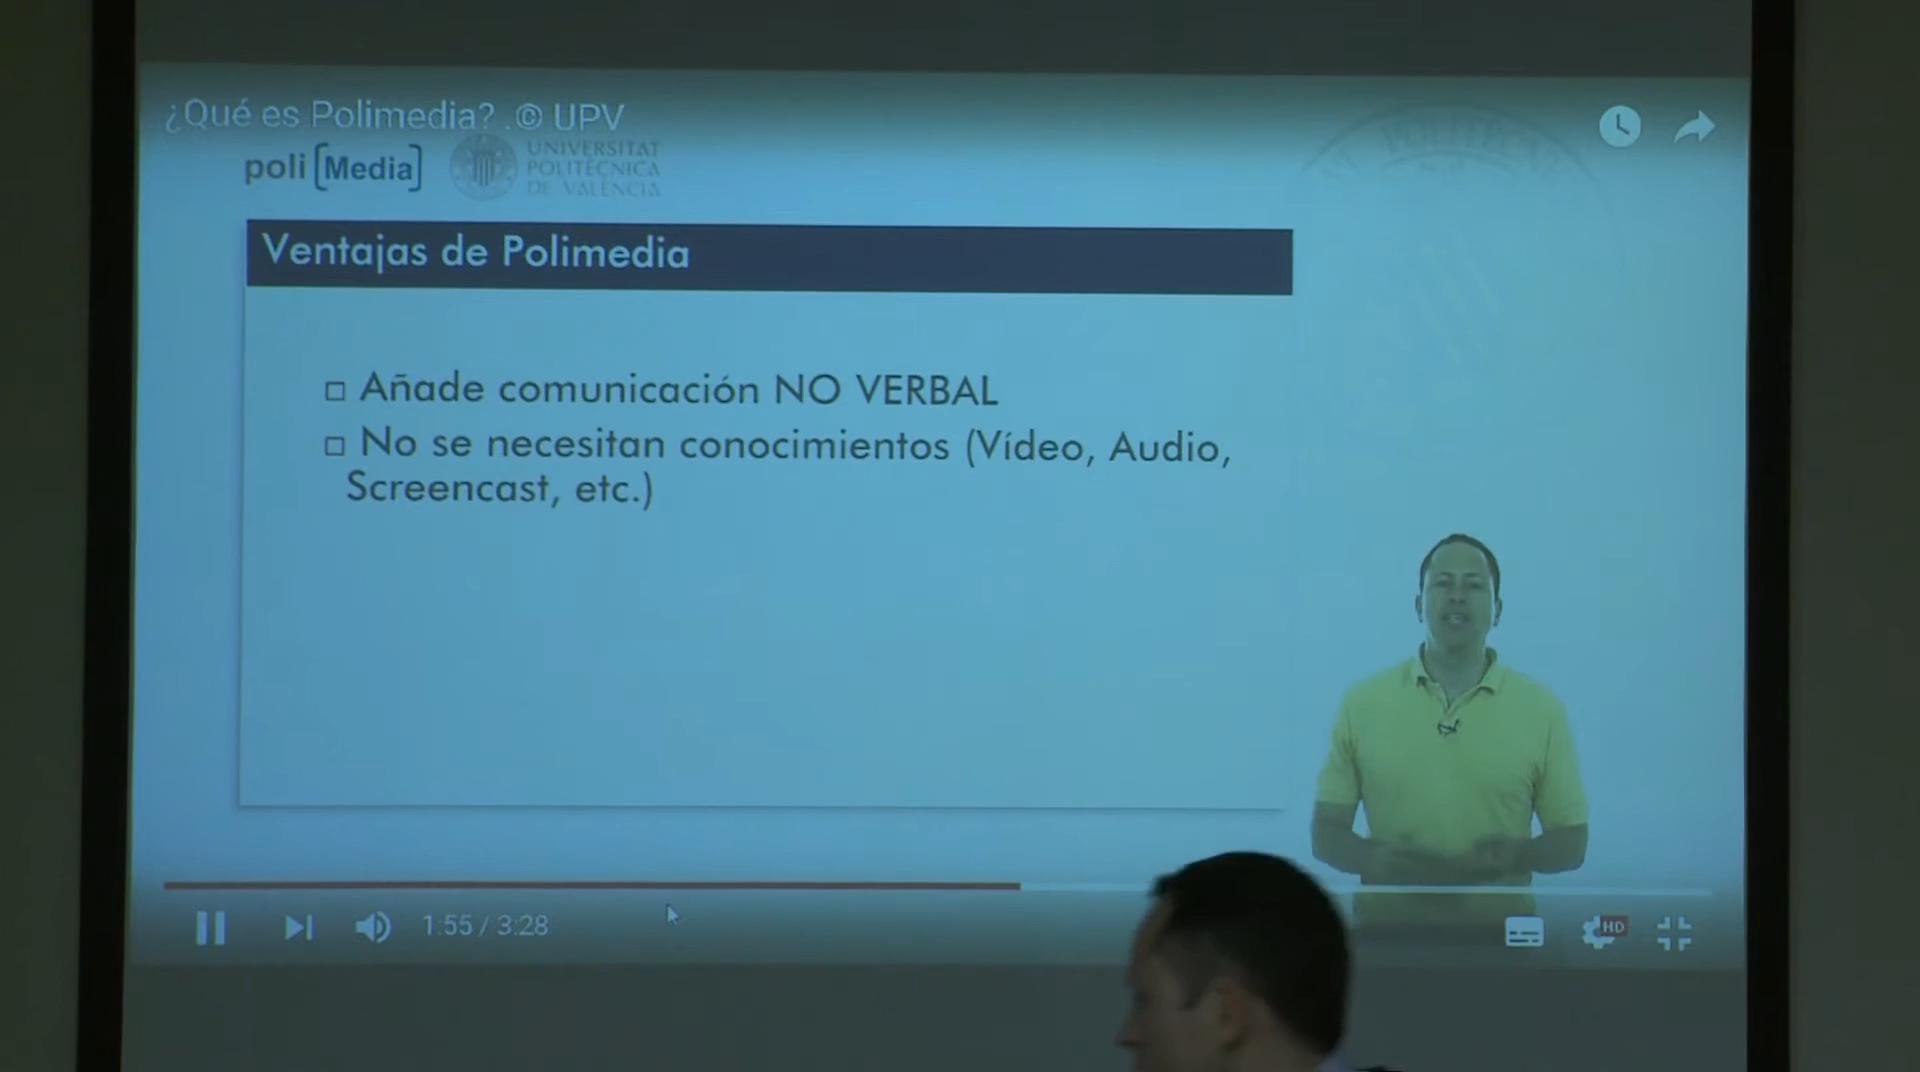 ¿Qué es Polimedia? .© UPV
poli [Media]
UNIVERSITAT
POLITÈCNICA
DE VALÈNCIA
Ventajas de Polimedia
□ Añade comunicación NO VERBAL
□ No se necesitan conocimientos (Vídeo, Audio,
Screencast, etc.)
1:55 / 3:28
HD